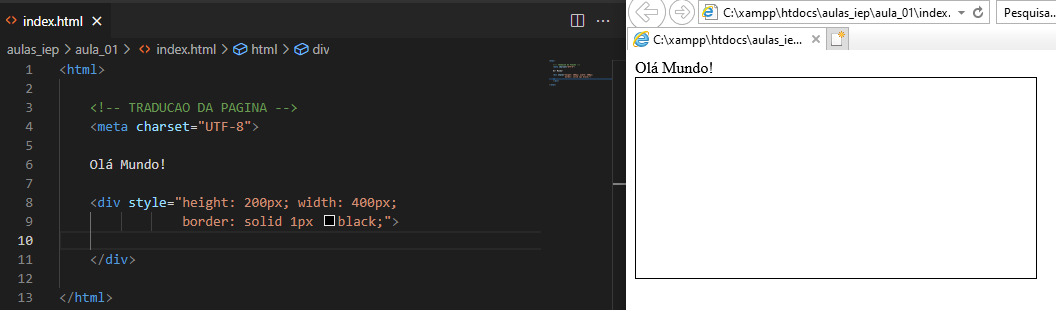 index.html
aulas_iep > aula_01 > index.html > html > div
1 <html>
2
3 <!-- TRADUCAO DA PAGINA -->
4 <meta charset="UTF-8">
5
6 Olá Mundo!
7
8 <div style="height: 200px; width: 400px;
9 border: solid 1px black;">
10
11 </div>
12
13 </html>
C:\xampp\htdocs\aulas_iep\aula_01\index.
Pesquisa...
C:\xampp\htdocs\aulas_ie...
Olá Mundo!